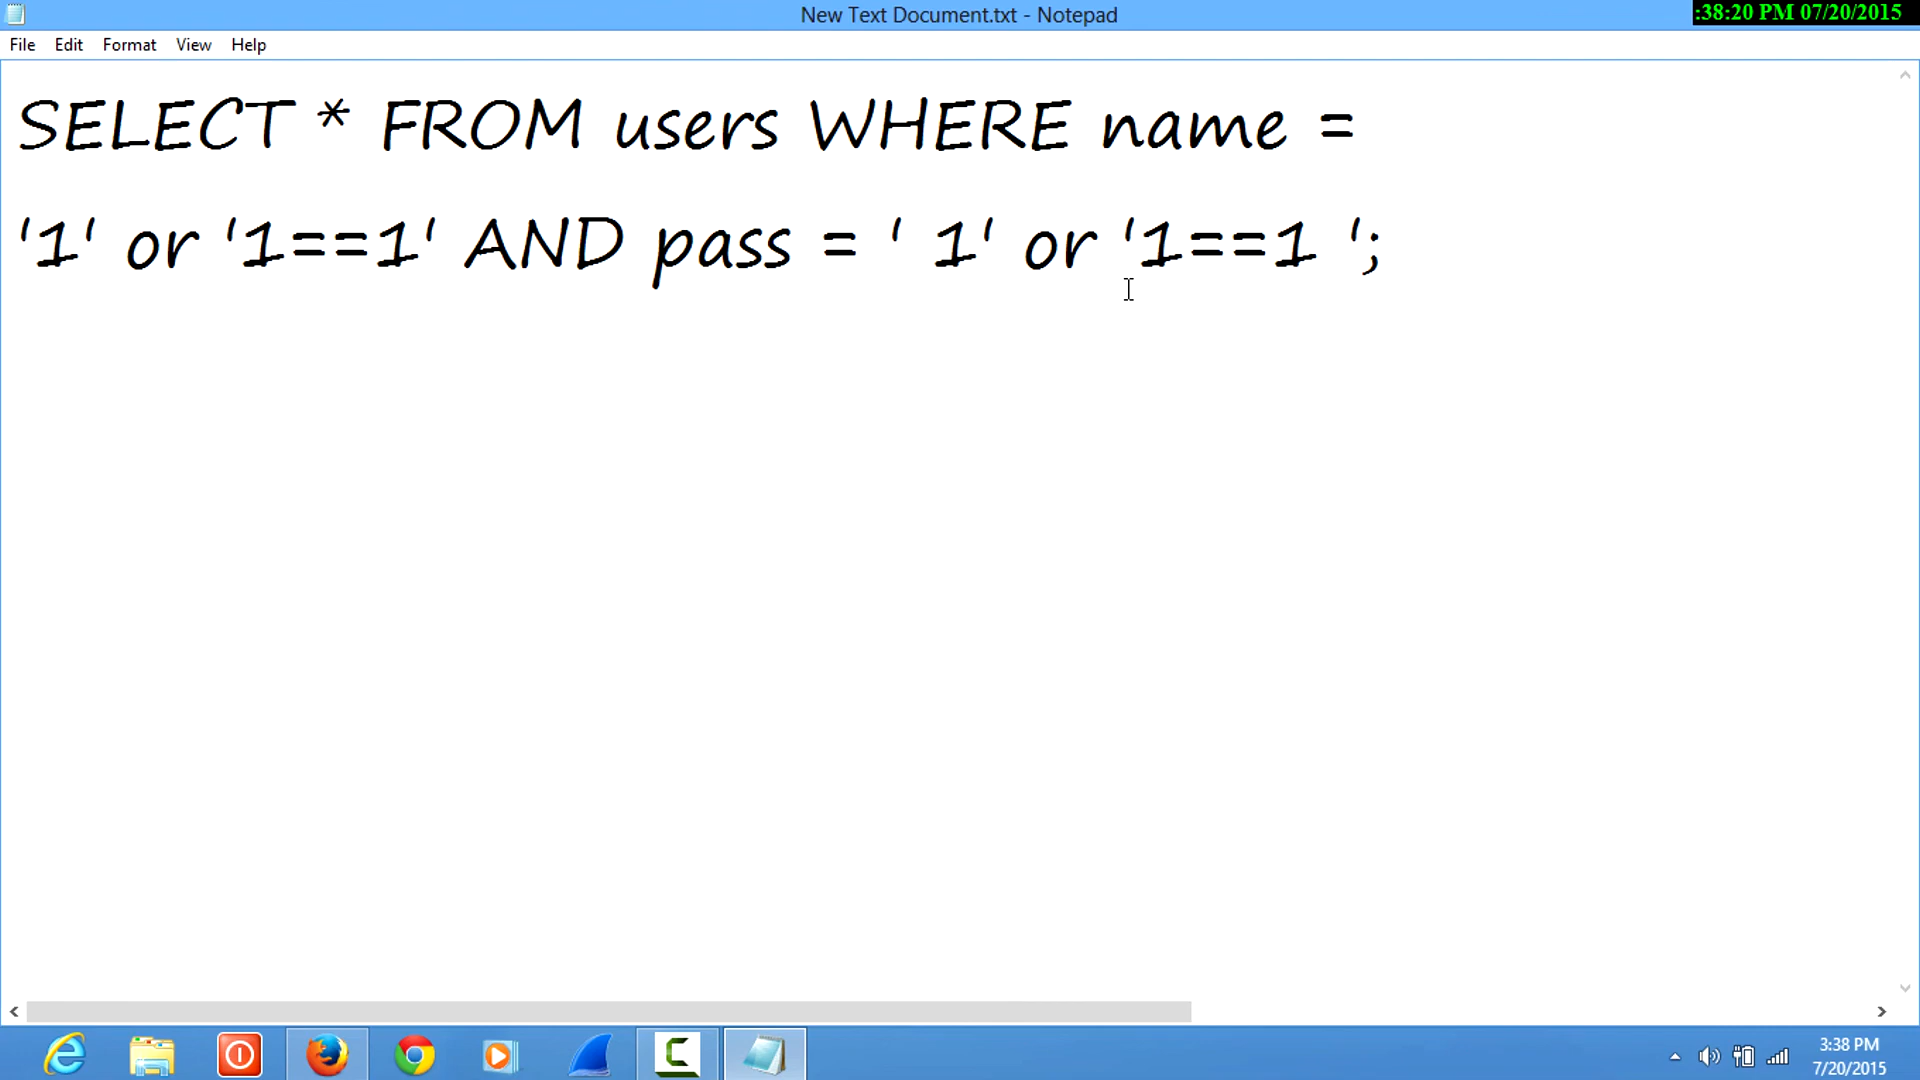 New Text Document.txt - Notepad
:38:20 PM 07/20/2015
File Edit Format View Help
SELECT * FROM users WHERE name =
'1' or '1==1' AND pass = ' 1' or '1==1 ';
3:38 PM
7/20/2015